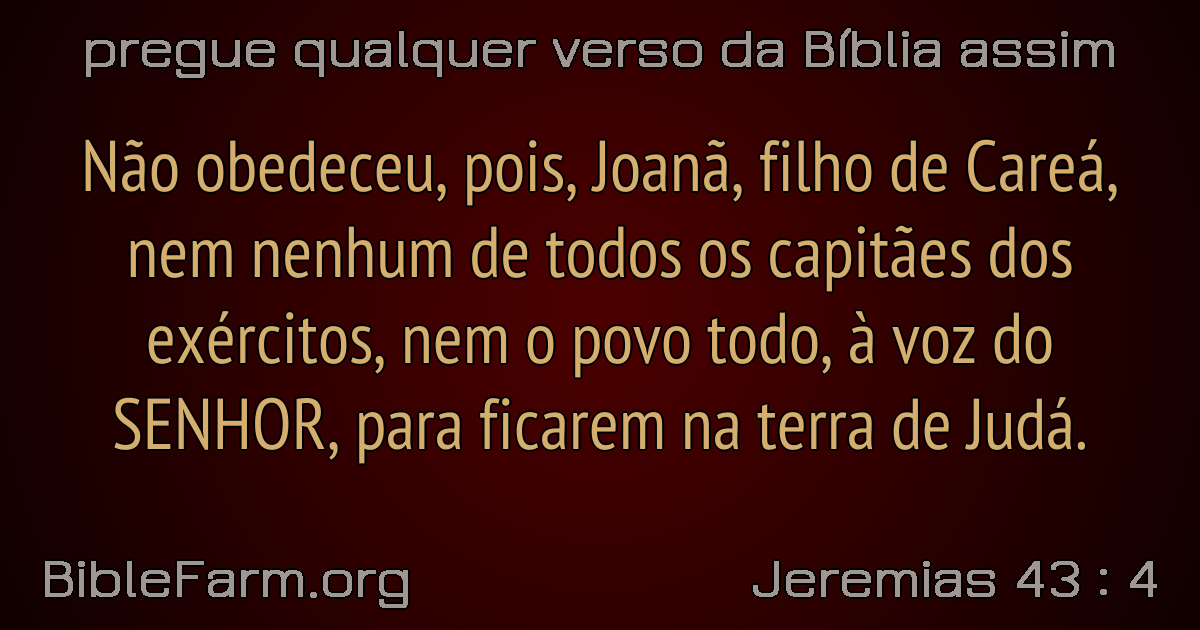 pregue qualquer verso da Bíblia assim
Não obedeceu, pois, Joanã, filho de Careá,
nem nenhum de todos os capitães dos
exércitos, nem o povo todo, à voz do
SENHOR, para ficarem na terra de Judá.
BibleFarm.org
Jeremias 43 : 4